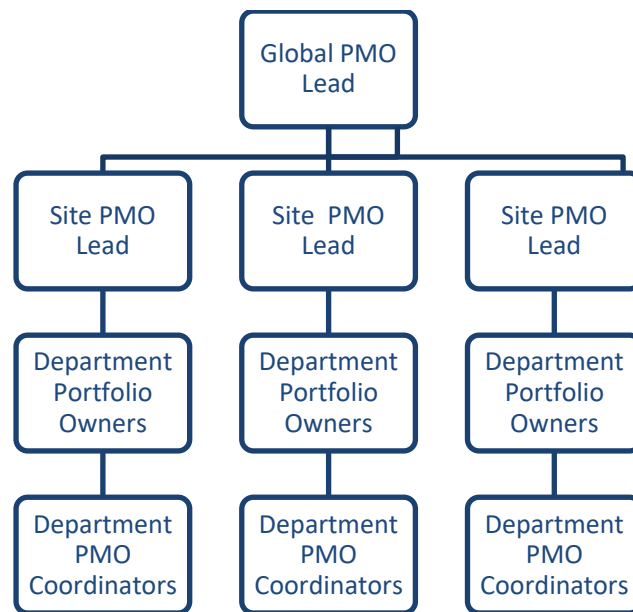 Global PMO
Lead
Site PMO
Lead
Site PMO
Lead
Site PMO
Lead
Department
Portfolio
Owners
Department
Portfolio
Owners
Department
Portfolio
Owners
Department
PMO
Coordinators
Department
PMO
Coordinators
Department
PMO
Coordinators